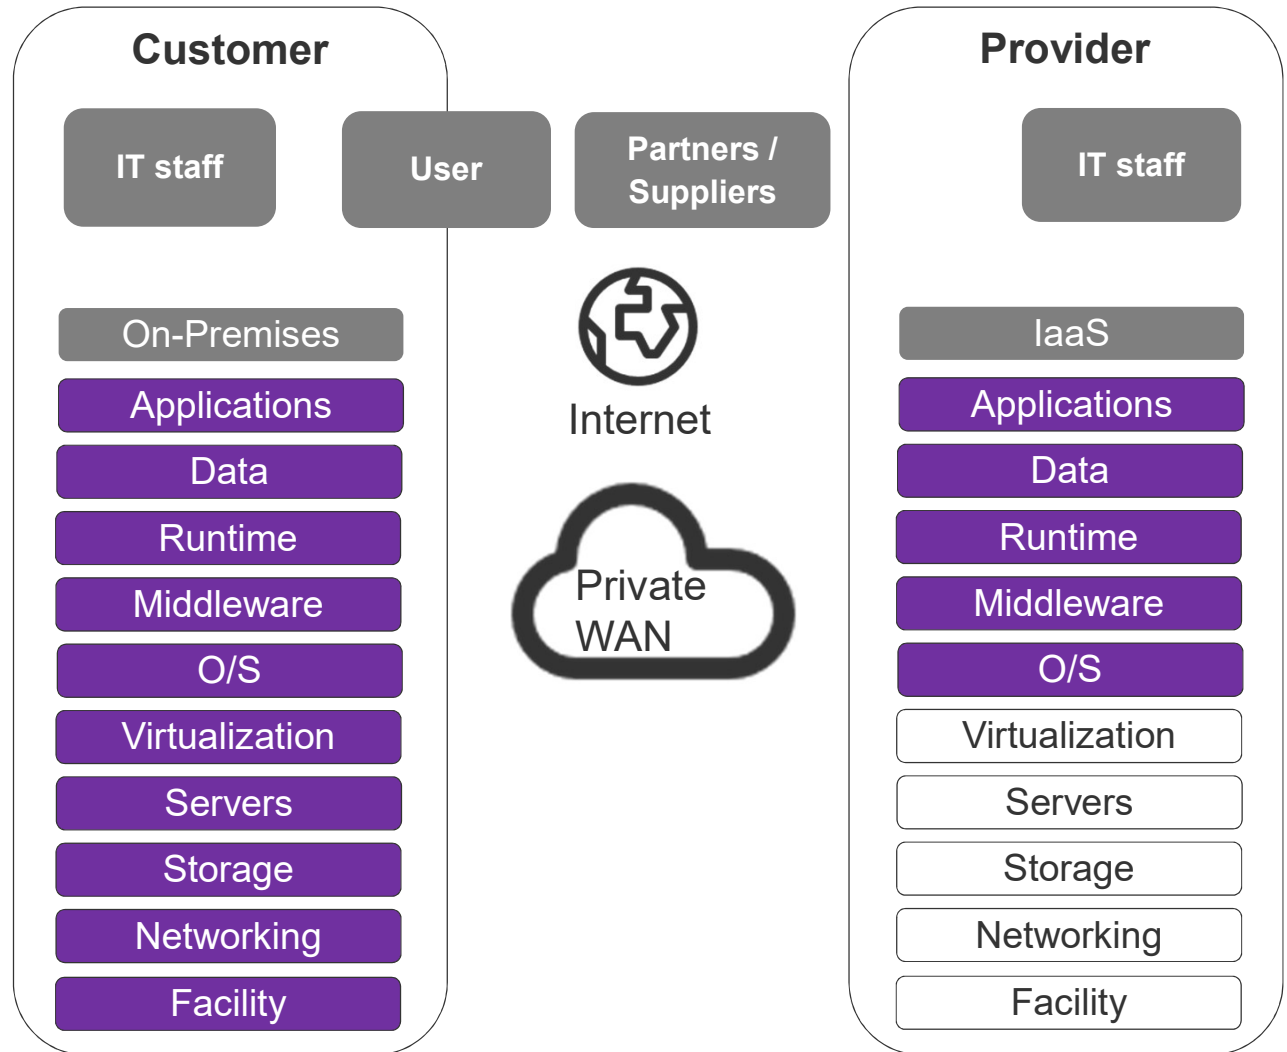 Customer
IT staff
User
Partners /
Suppliers
Provider
IT staff
On-Premises
Applications
Data
Runtime
Middleware
O/S
Virtualization
Servers
Storage
Networking
Facility
Internet
Private
WAN
IaaS
Applications
Data
Runtime
Middleware
O/S
Virtualization
Servers
Storage
Networking
Facility